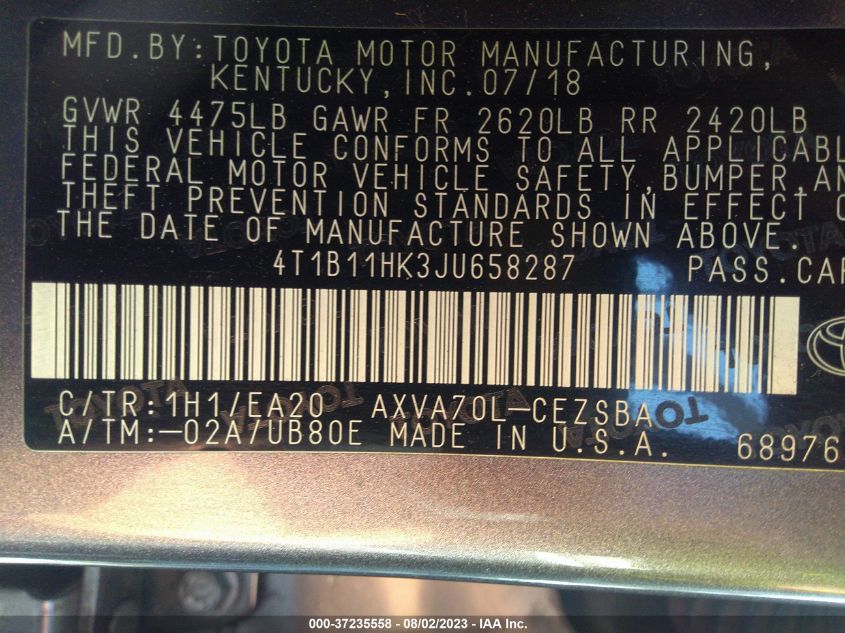 MFD.BY:TOYOTA MOTOR MANUFACTURING,
KENTUCKY,INC.07/18
GVWR 4475LB GAWR FR 2620LB RR 2420LB
THIS VEHICLE CONFORMS TO ALL APPLICABL
FEDERAL MOTOR VEHICLE SAFETY,BUMPER,AN
THEFT PREVENTION STANDARDS IN EFFECT O
THE DATE OF MANUFACTURE SHOWN ABOVE.
4T1B11HK3JU658287 PASS.CAR
C/TR:1H1/EA20 AXVA70L-CEZSBA
A/TM:-02A/UB80E MADE IN U.S.A. 68976
000-37235558 - 08/02/2023 - IAA Inc.